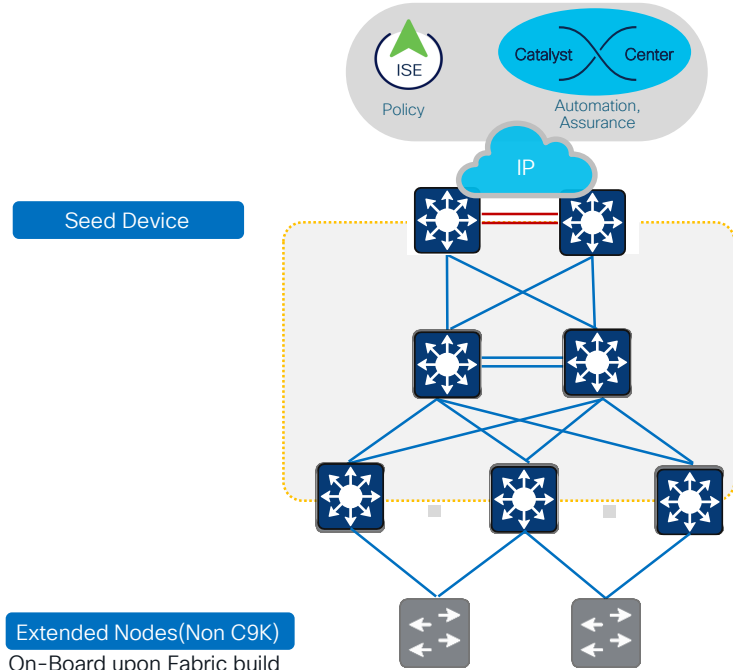 ISE
Catalyst Center
Policy
Automation,
Assurance
IP
Seed Device
Extended Nodes(Non C9K)
On-Board upon Fabric build